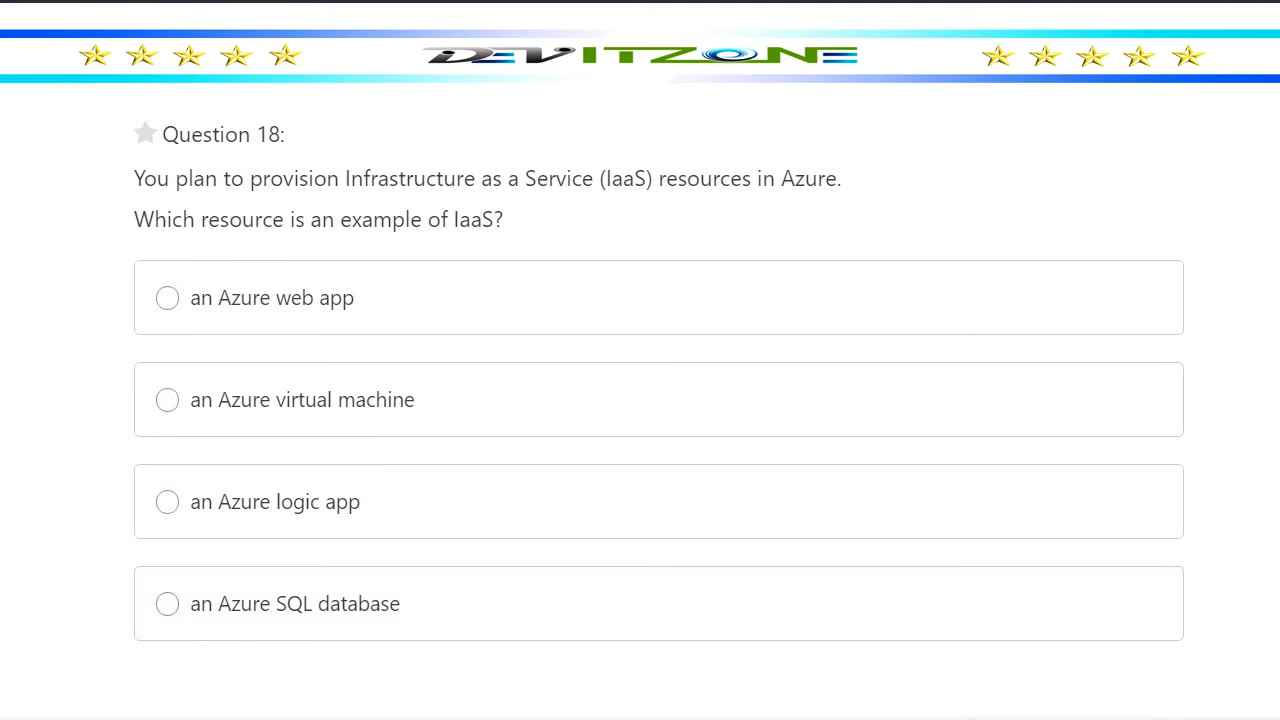 DEVITZONE
Question 18:
You plan to provision Infrastructure as a Service (IaaS) resources in Azure.
Which resource is an example of IaaS?
an Azure web app
an Azure virtual machine
an Azure logic app
an Azure SQL database